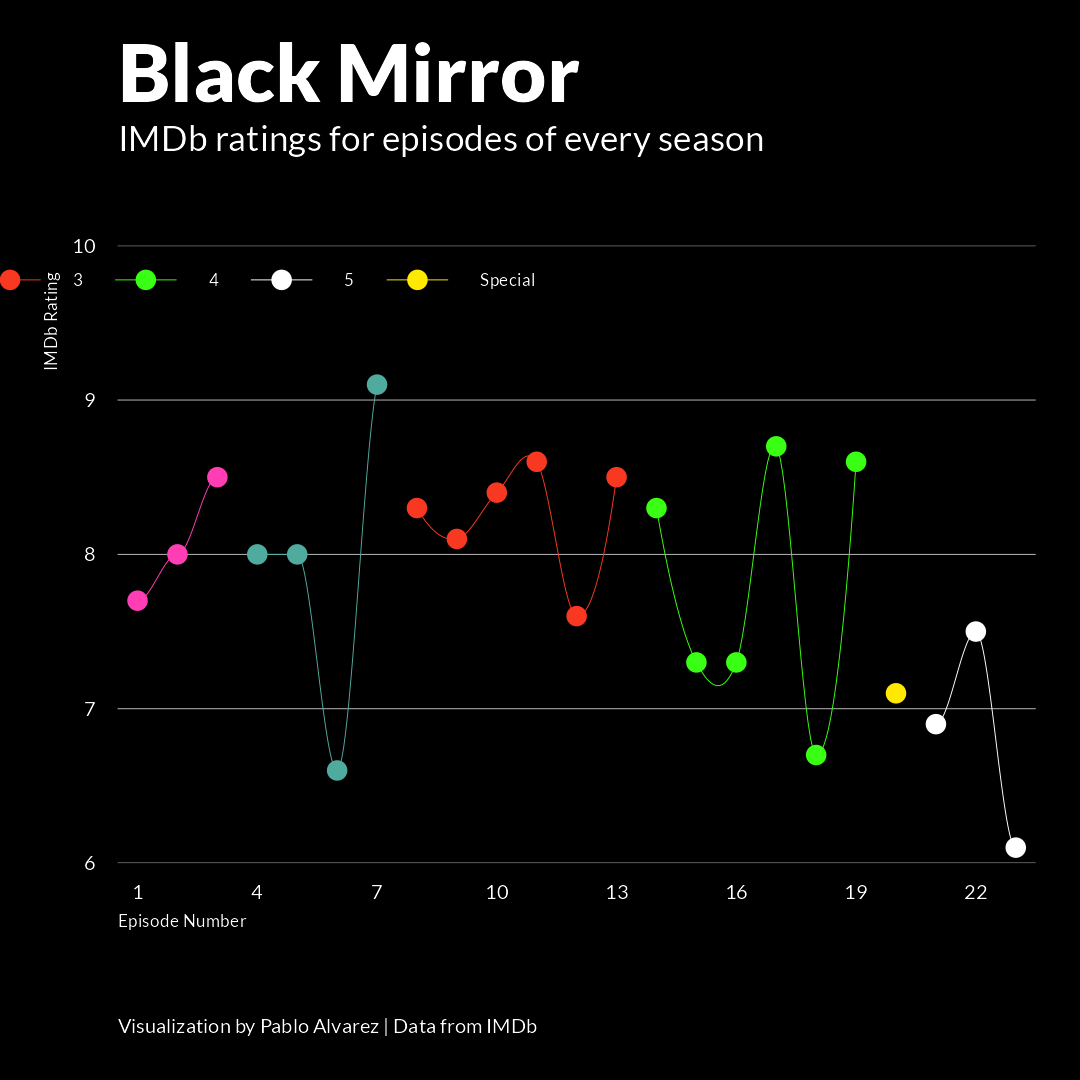 Black Mirror
IMDb ratings for episodes of every season
10
3 4 5 Special
IMDb Rating
9
8
7
6
1 4 7 10 13 16 19 22
Episode Number
Visualization by Pablo Alvarez | Data from IMDb